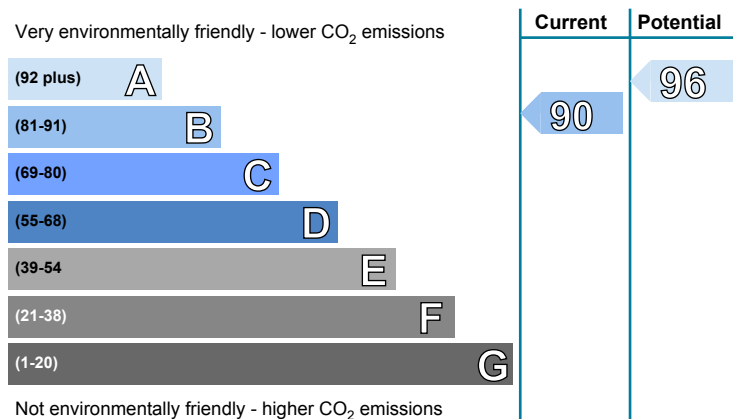 Current Potential
Very environmentally friendly - lower CO2 emissions
(92 plus) A 96
(81-91) B 90
(69-80) C
(55-68) D
(39-54 E
(21-38) F
(1-20) G
Not environmentally friendly - higher CO2 emissions